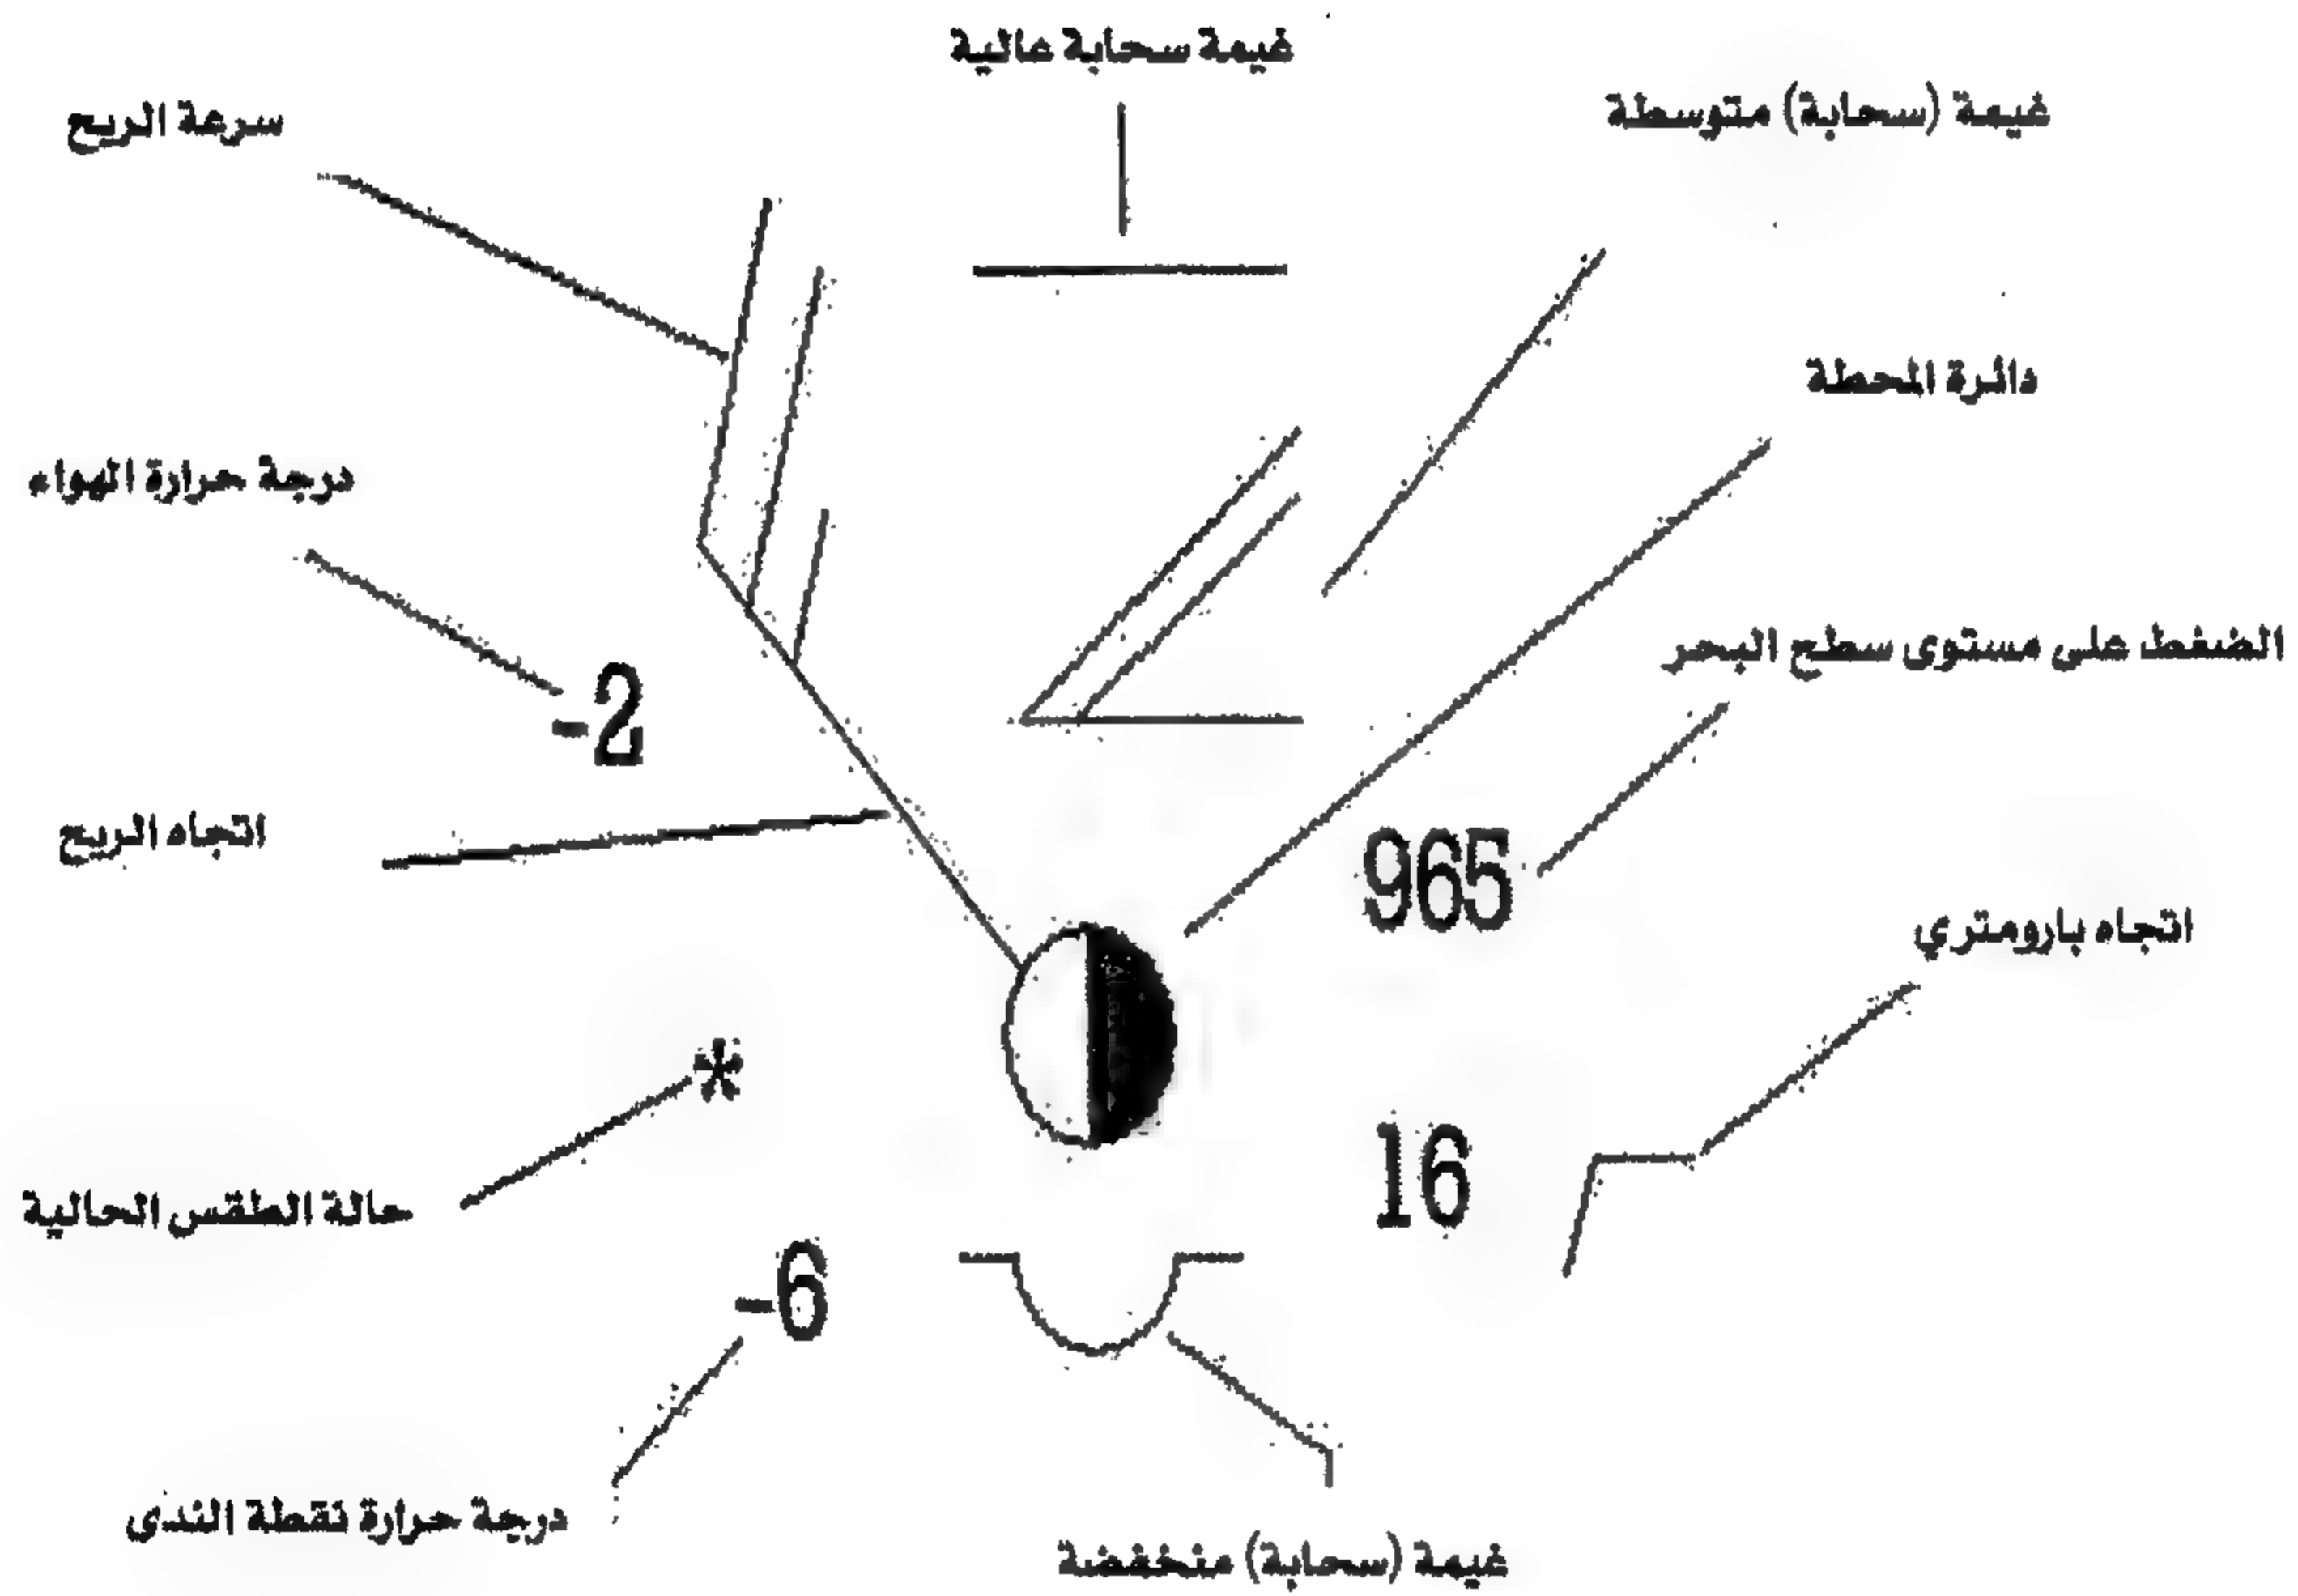 غيمة سحابة عالية
غيمة (سحابة) متوسطة
سرعة الريح
دائرة المحطة
درجة حرارة الهواء
الضغط على مستوى سطح البحر
-2
اتجاه الريح
965
اتجاه بارومتري
*
16
حالة الطقس الحالية
-6
درجة حرارة نقطة الندى
غيمة (سحابة) منخفضة